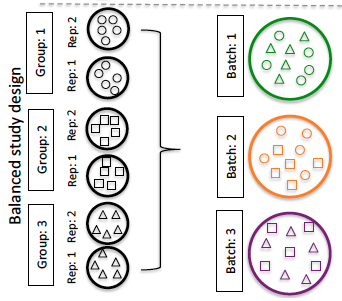 Balanced study design
Group: 1
Rep: 2
Rep: 1
Group: 2
Rep: 2
Rep: 1
Group: 3
Rep: 2
Rep: 1
Batch: 1
Batch: 2
Batch: 3